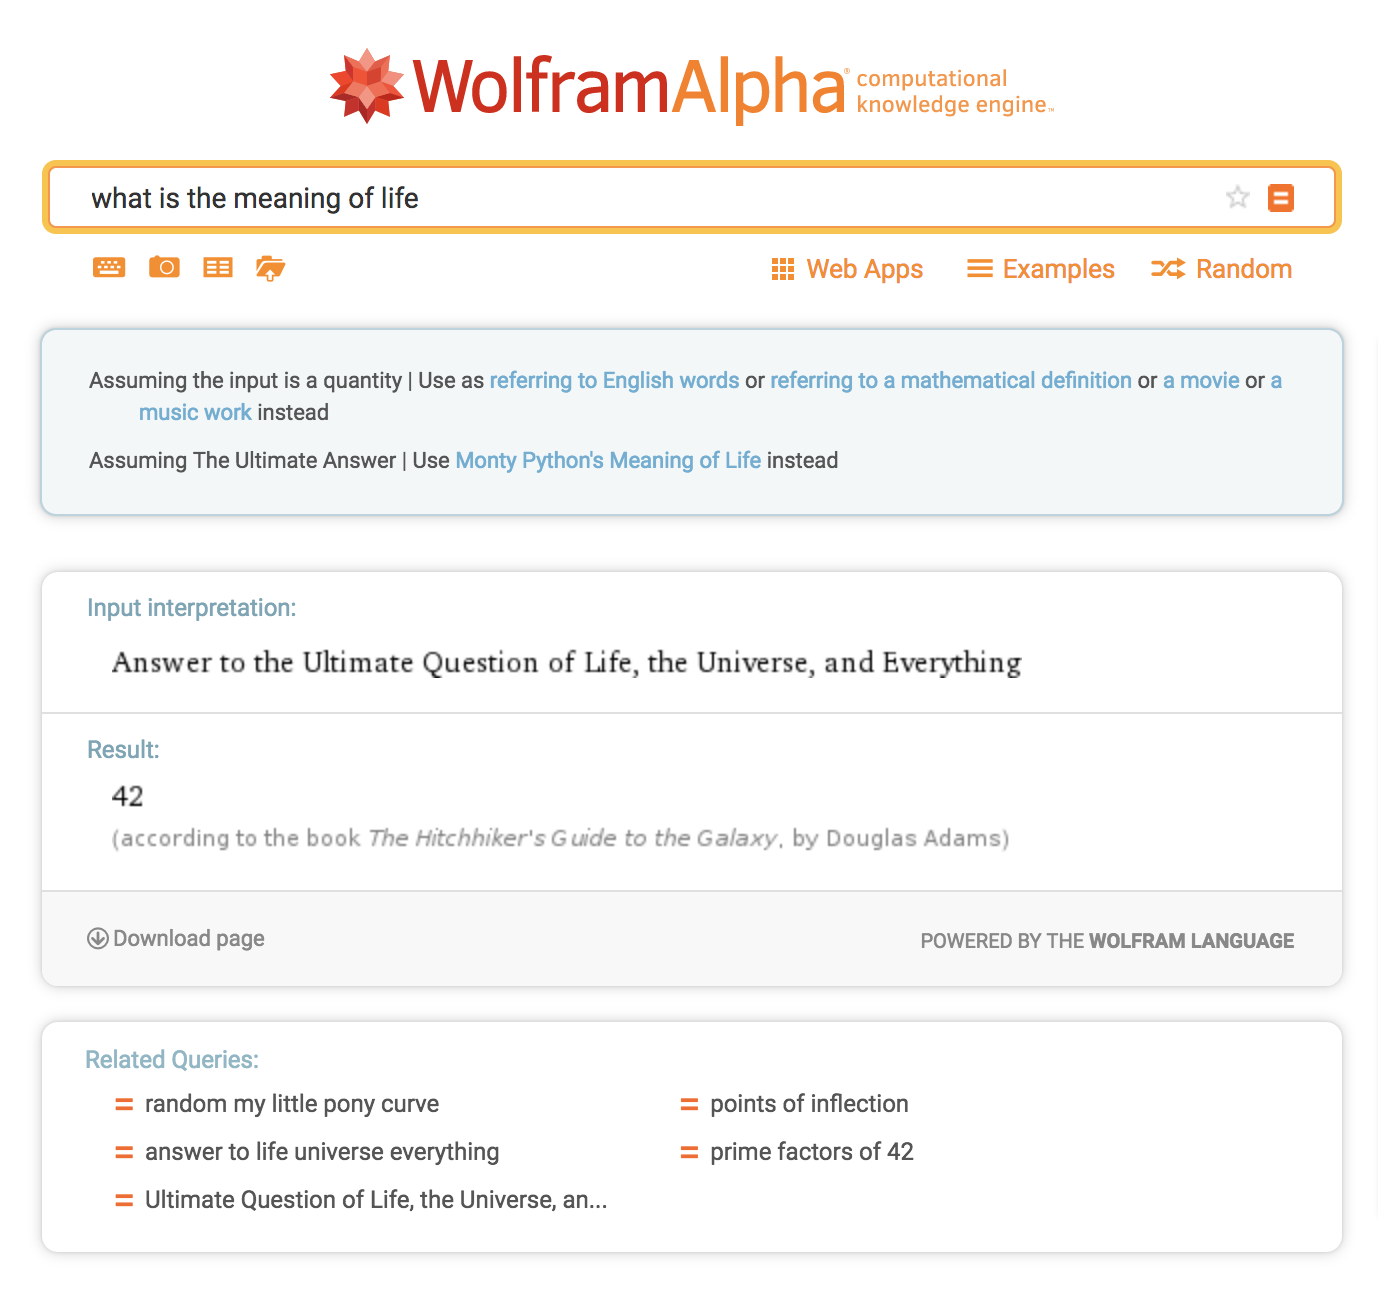 WolframAlpha® computational
knowledge engine™
what is the meaning of life
Web Apps Examples Random
Assuming the input is a quantity | Use as referring to English words or referring to a mathematical definition or a movie or a
music work instead
Assuming The Ultimate Answer | Use Monty Python's Meaning of Life instead
Input interpretation:
Answer to the Ultimate Question of Life, the Universe, and Everything
Result:
42
(according to the book The Hitchhiker's Guide to the Galaxy, by Douglas Adams)
Download page POWERED BY THE WOLFRAM LANGUAGE
Related Queries:
= random my little pony curve = points of inflection
= answer to life universe everything = prime factors of 42
= Ultimate Question of Life, the Universe, an...